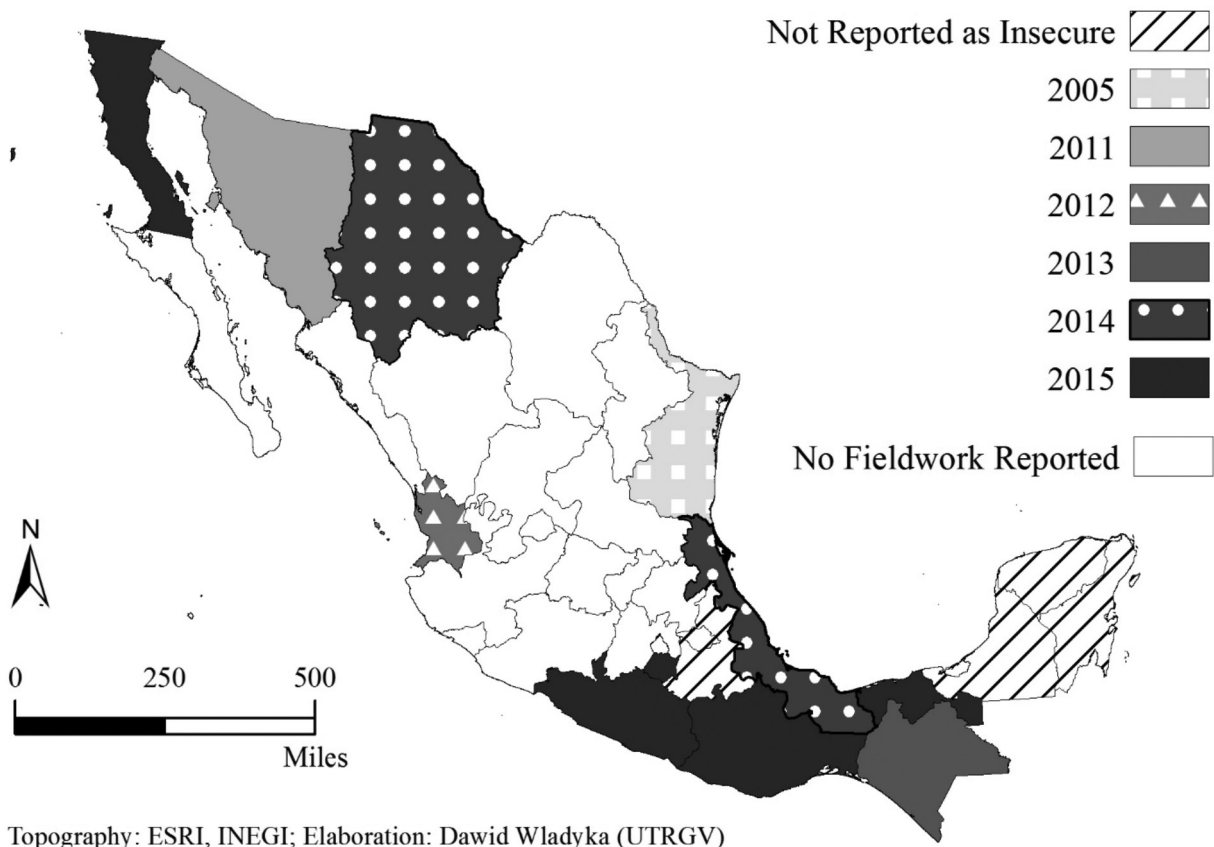 Not Reported as Insecure
2005
2011
2012
2013
2014
2015
No Fieldwork Reported
N
0 250 500
Miles
Topography: ESRI, INEGI; Elaboration: Dawid Wladyka (UTRGV)